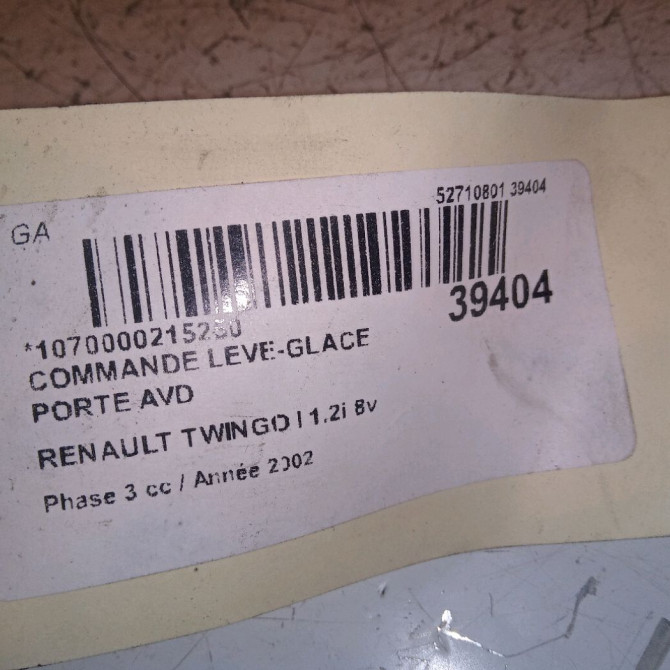 52710801 39404
GA
39404
COMMANDE LEVE-GLACE
PORTE AVD
RENAULT TWINGO I 1.2i 8v
Phase 3 cc / Année 2002